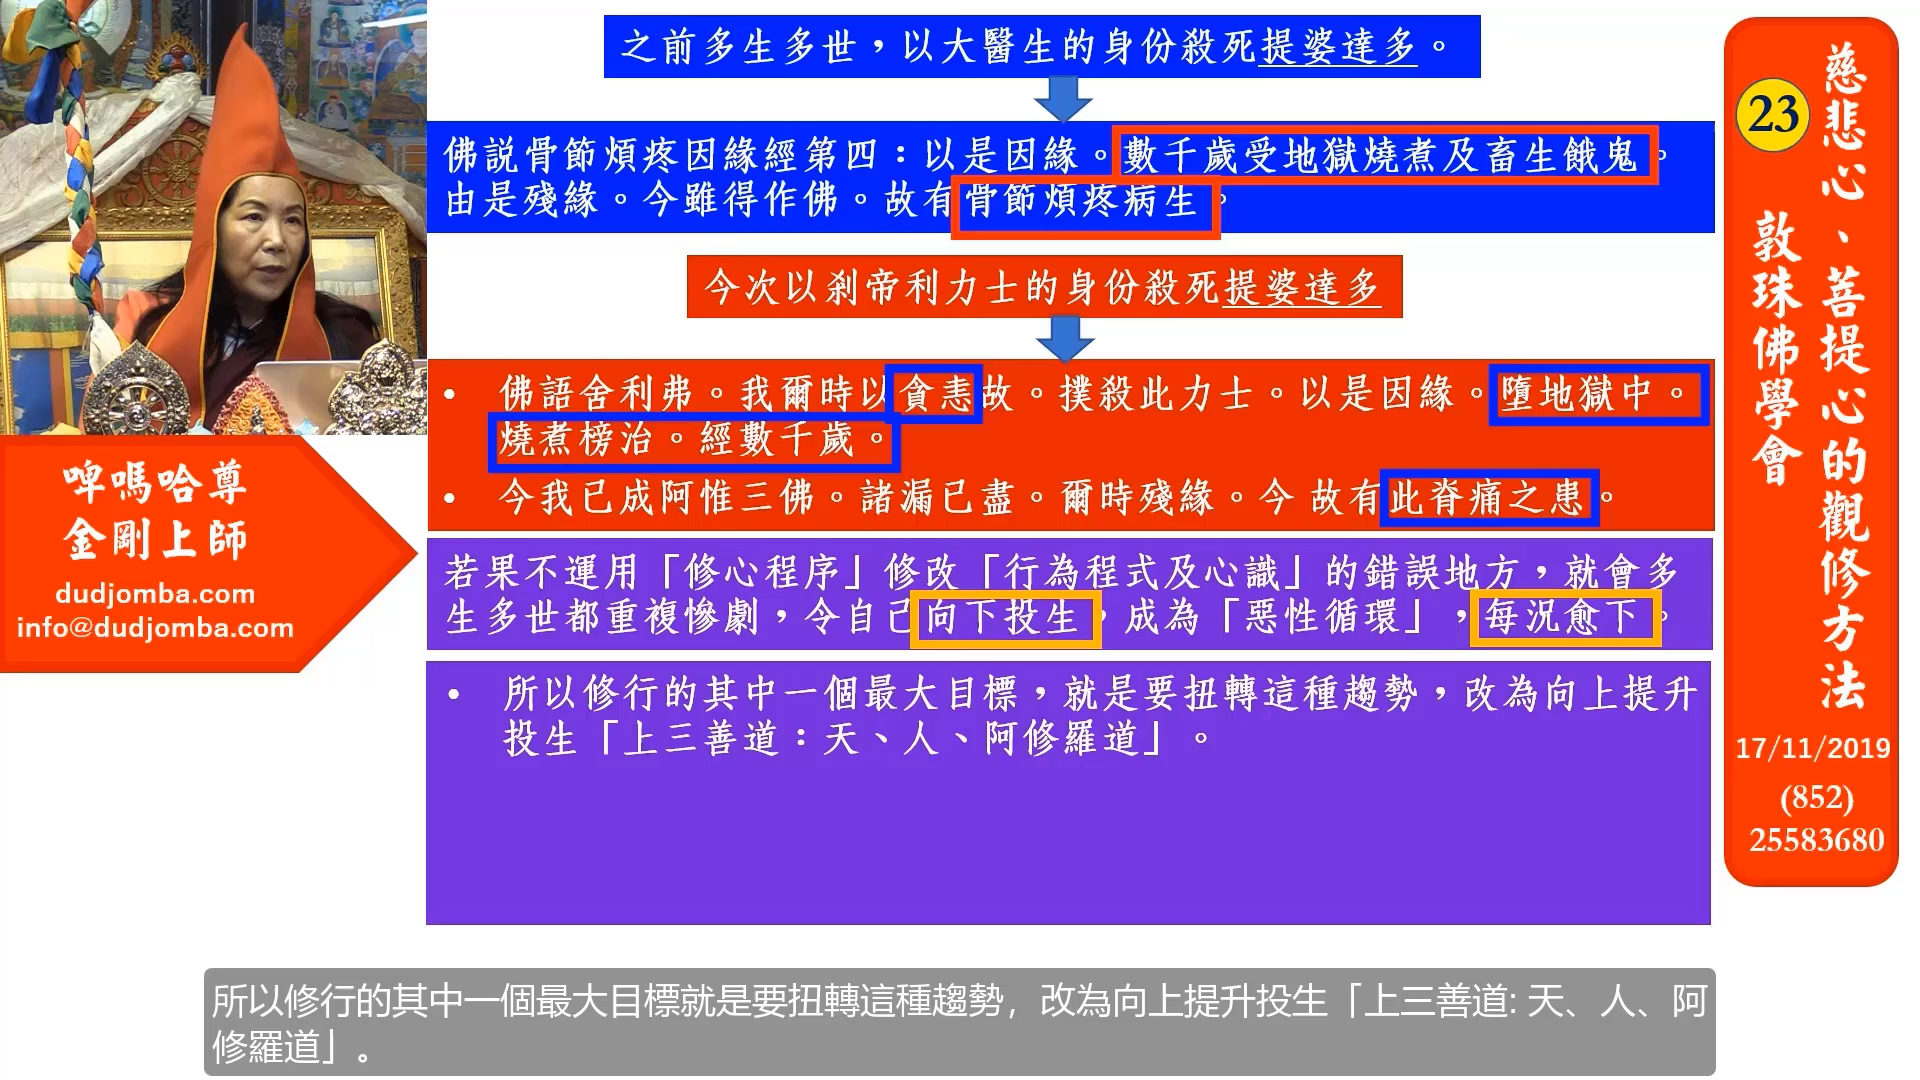 之前多生多世，以大醫生的身份殺死提婆達多。
佛説骨節煩疼因緣經第四：以是因緣。數千歲受地獄燒煮及畜生餓鬼。
由是殘緣。今雖得作佛。故有骨節煩疼病生。
今次以剎帝利力士的身份殺死提婆達多
• 佛語舍利弗。我爾時以貪恚故。撲殺此力士。以是因緣。墮地獄中。
燒煮榜治。經數千歲。
• 今我已成阿惟三佛。諸漏已盡。爾時殘緣。今 故有此脊痛之患。
若果不運用「修心程序」修改「行為程式及心識」的錯誤地方，就會多
生多世都重複慘劇，令自己向下投生，成為「惡性循環」，每況愈下。
• 所以修行的其中一個最大目標，就是要扭轉這種趨勢，改為向上提升
投生「上三善道：天、人、阿修羅道」。
啤嗎哈尊
金剛上師
dudjomba.com
info@dudjomba.com
23
慈悲心、菩提心的觀修方法
敦珠佛學會
17/11/2019
(852)
25583680
所以修行的其中一個最大目標就是要扭轉這種趨勢，改為向上提升投生「上三善道: 天、人、阿
修羅道」。